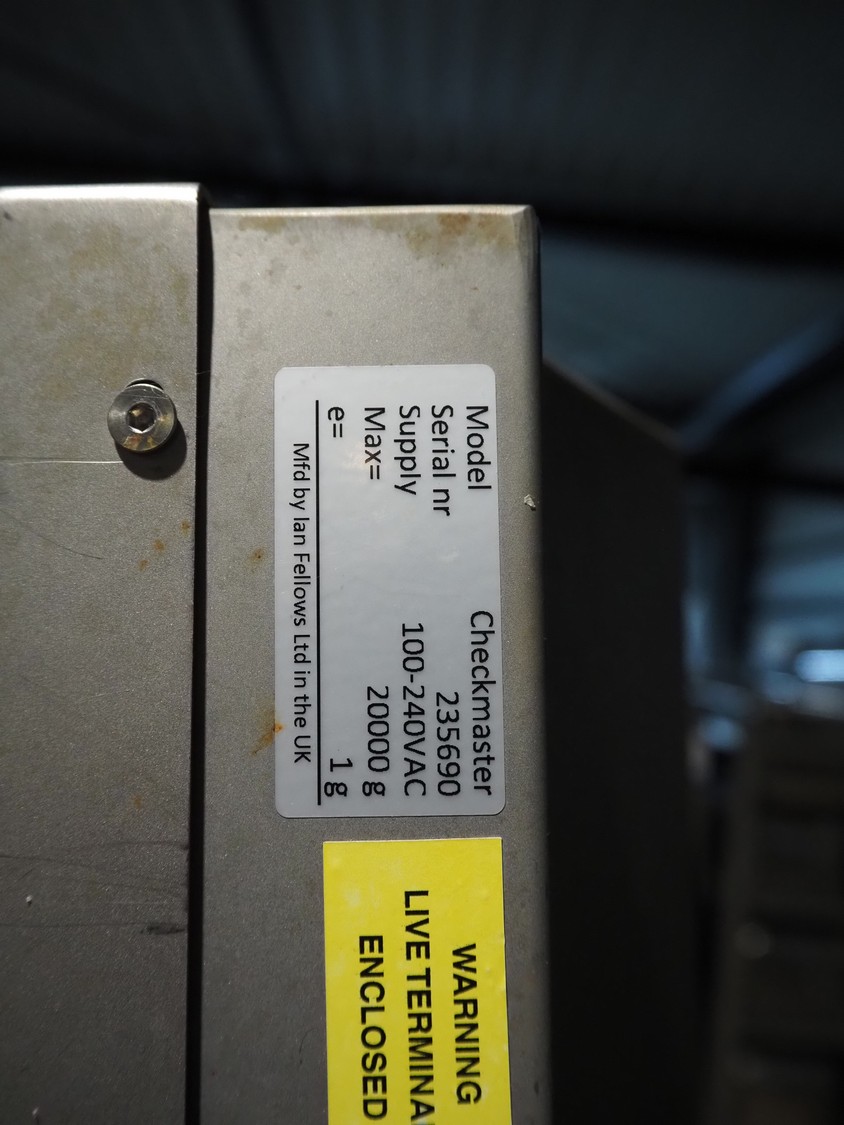 Model Checkmaster
Serial nr 235690
Supply 100-240VAC
Max= 20000 g
e= 1 g
Mfd by Ian Fellows Ltd in the UK
WARNING
LIVE TERMINA
ENCLOSED